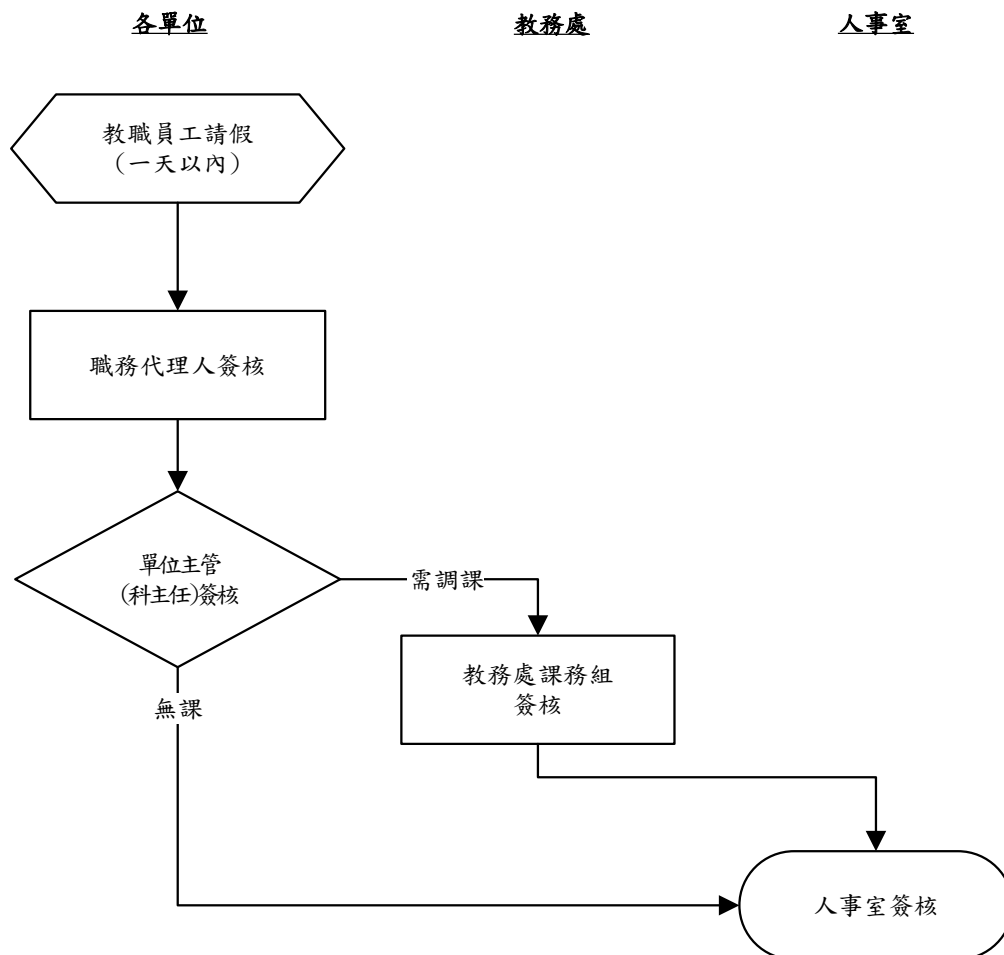 各單位
教務處
人事室
教職員工請假
（一天以內）
職務代理人簽核
單位主管
(科主任)簽核
需調課
教務處課務組
簽核
無課
人事室簽核